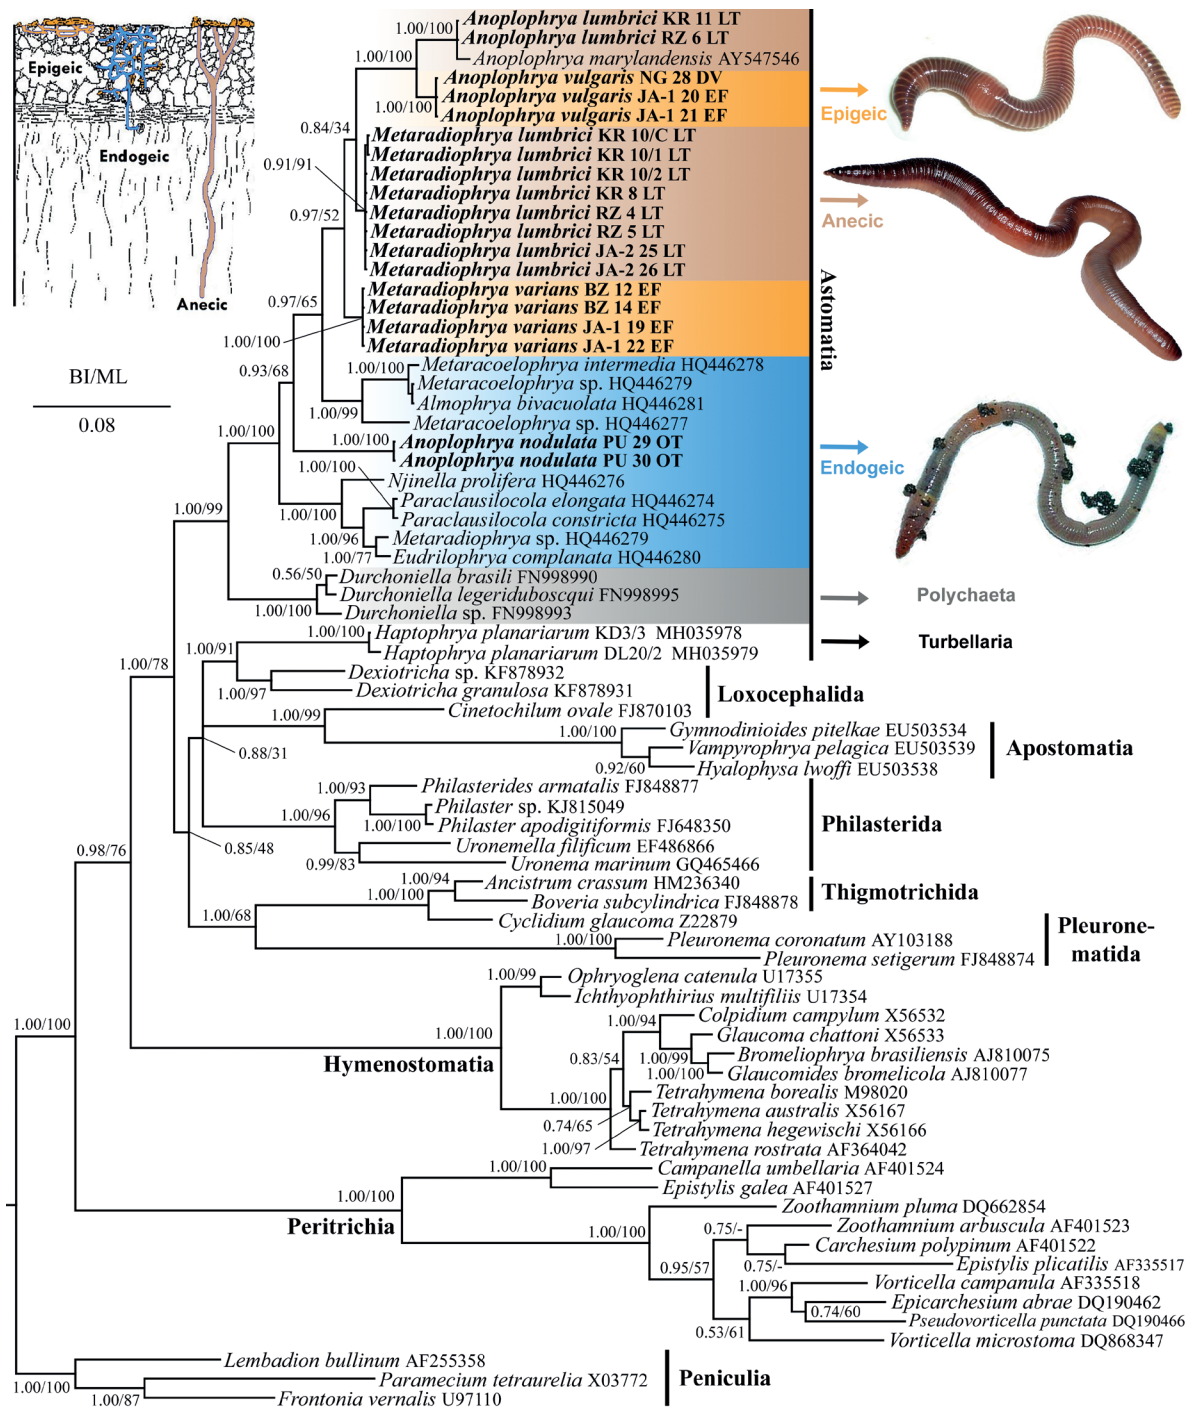 Epigeic
Endogeic
Anecic
BI/ML
0.08
Anoplophrya lumbrici KR 11 LT
Anoplophrya lumbrici RZ 6 LT
Anoplophrya marylandensis AY547546
Anoplophrya vulgaris NG 28 DV
Anoplophrya vulgaris JA-1 20 EF
Anoplophrya vulgaris JA-1 21 EF
Metaradiophrya lumbrici KR 10/C LT
Metaradiophrya lumbrici KR 10/1 LT
Metaradiophrya lumbrici KR 10/2 LT
Metaradiophrya lumbrici KR 8 LT
Metaradiophrya lumbrici RZ 4 LT
Metaradiophrya lumbrici RZ 5 LT
Metaradiophrya lumbrici JA-2 25 LT
Metaradiophrya lumbrici JA-2 26 LT
Metaradiophrya varians BZ 12 EF
Metaradiophrya varians BZ 14 EF
Metaradiophrya varians JA-1 19 EF
Metaradiophrya varians JA-1 22 EF
Metaracoelophrya intermedia HQ446278
Metaracoelophrya sp. HQ446279
Almophrya bivacuolata HQ446281
Metaracoelophrya sp. HQ446277
Anoplophrya nodulata PU 29 OT
Anoplophrya nodulata PU 30 OT
Njinella prolifera HQ446276
Paraclausilocola elongata HQ446274
Paraclausilocola constricta HQ446275
Metaradiophrya sp. HQ446279
Eudrilophrya complanata HQ446280
Durchoniella brasili FN998990
Durchoniella legeriduboscqui FN998995
Durchoniella sp. FN998993
Haptophrya planariarum KD3/3 MH035978
Haptophrya planariarum DL20/2 MH035979
Dexiotricha sp. KF878932
Dexiotricha granulosa KF878931
Cinetochilum ovale FJ870103
Gymnodinioides pitelkae EU503534
Vampyrophrya pelagica EU503539
Hyalophysa lwoffi EU503538
Philasterides armatalis FJ848877
Philaster sp. KJ815049
Philaster apodigitiformis FJ648350
Uronemella filificum EF486866
Uronema marinum GQ465466
Ancistrum crassum HM236340
Boveria subcylindrica FJ848878
Cyclidium glaucoma Z22879
Pleuronema coronatum AY103188
Pleuronema setigerum FJ848874
Ophryoglena catenula U17355
Ichthyophthirius multifiliis U17354
Colpidium campylum X56532
Glaucoma chattoni X56533
Bromeliophrya brasiliensis AJ810075
Glaucomides bromelicola AJ810077
Tetrahymena borealis M98020
Tetrahymena australis X56167
Tetrahymena hegewischi X56166
Tetrahymena rostrata AF364042
Campanella umbellaria AF401524
Epistylis galea AF401527
Zoothamnium pluma DQ662854
Zoothamnium arbuscula AF401523
Carchesium polypinum AF401522
Epistylis plicatilis AF335517
Vorticella campanula AF335518
Epicarchesium abrae DQ190462
Pseudovorticella punctata DQ190466
Vorticella microstoma DQ868347
Lembadion bullinum AF255358
Paramecium tetraurelia X03772
Frontonia vernalis U97110
Epigeic
Anecic
Astomatia
Endogeic
Polychaeta
Turbellaria
Loxocephalida
Apostomatia
Philasterida
Thigmotrichida
Pleurone-
matida
Hymenostomatia
Peritrichia
Peniculia
1.00/100
1.00/100
1.00/100
0.84/34
0.91/91
0.97/52
0.97/65
1.00/100
0.93/68
1.00/100
1.00/99
1.00/100
1.00/100
1.00/100
1.00/100
1.00/96
1.00/77
1.00/99
0.56/50
1.00/100
1.00/100
1.00/91
1.00/97
1.00/78
1.00/99
1.00/100
0.92/60
0.88/31
1.00/93
1.00/96
1.00/100
0.99/83
0.85/48
0.98/76
1.00/94
1.00/100
1.00/68
1.00/100
1.00/99
1.00/100
1.00/100
1.00/94
1.00/99
0.83/54
1.00/100
1.00/100
0.74/65
1.00/97
1.00/100
1.00/100
1.00/100
0.75/-
0.75/-
0.95/57
1.00/96
0.74/60
0.53/61
1.00/100
1.00/87